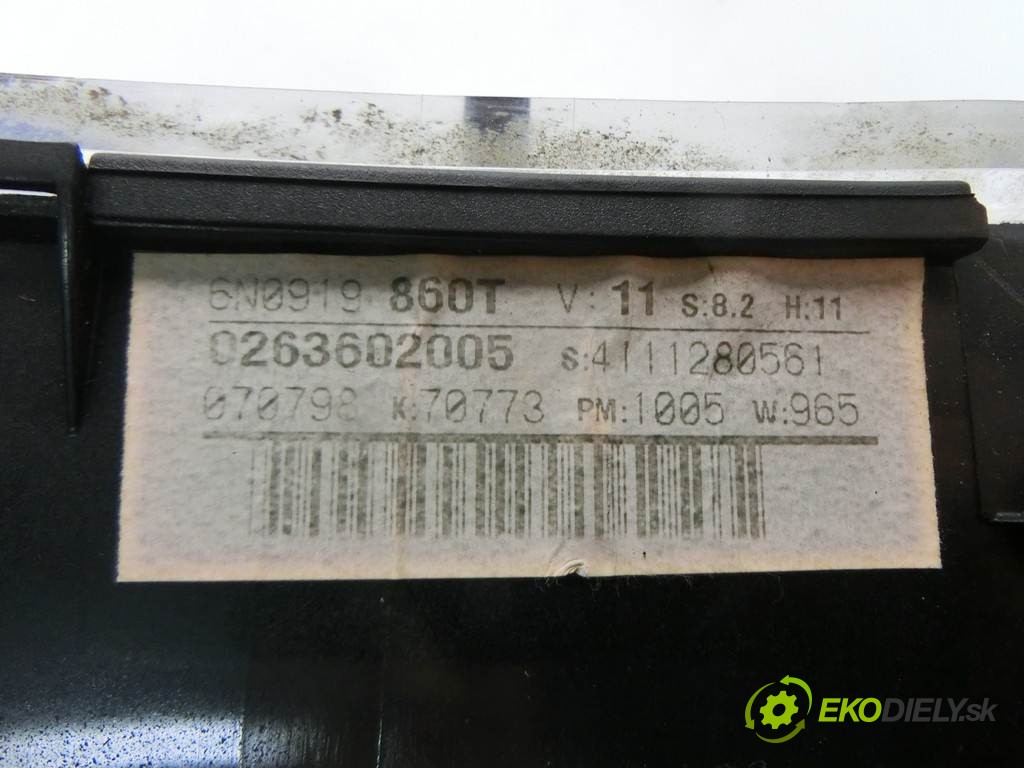 6N0919 860T V:11 S:8.2 H:11
0263602005 S:4111280561
070798 K:70773 PM:1005 W:965
EKODIELY.sk